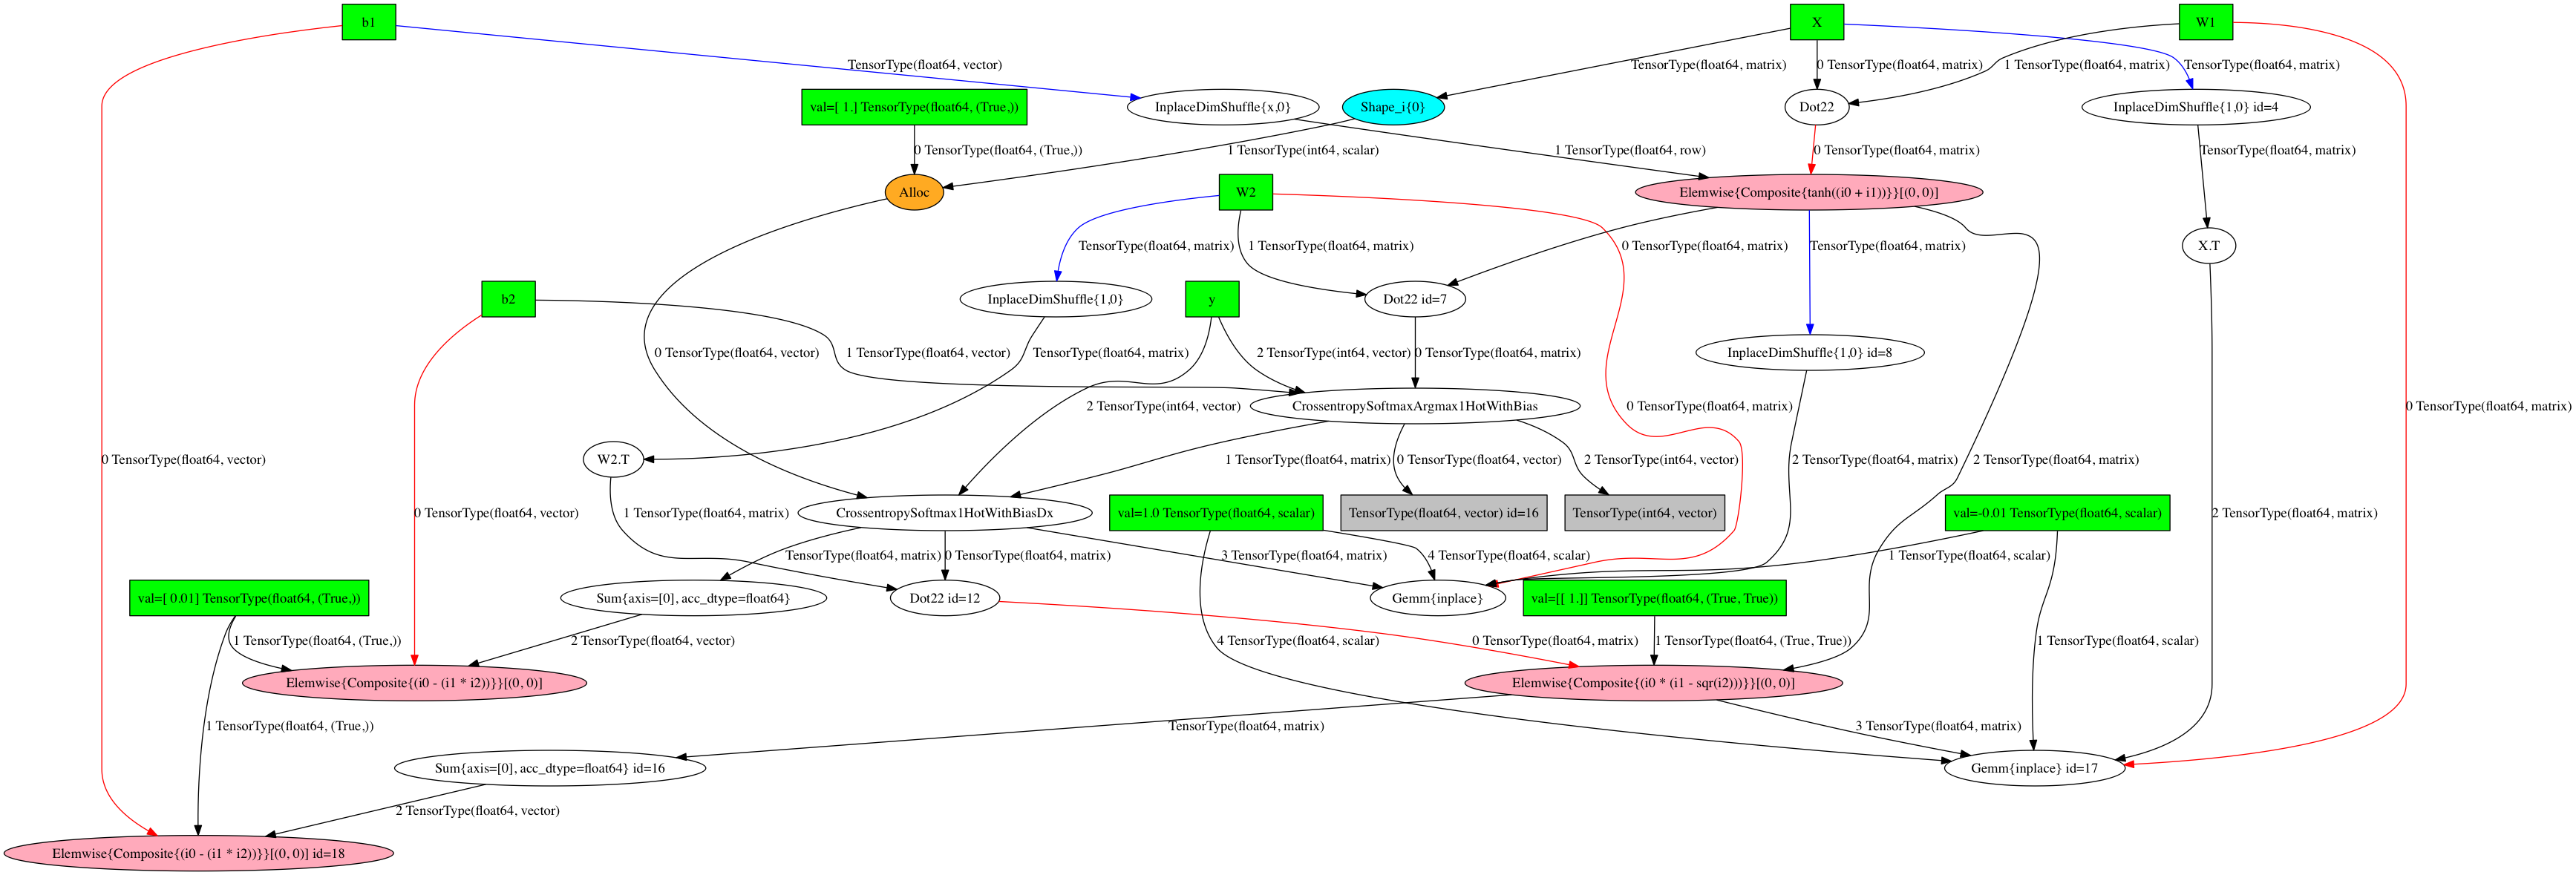 b1
X
W1
TensorType(float64, vector)
TensorType(float64, matrix)
0 TensorType(float64, matrix)
1 TensorType(float64, matrix)
TensorType(float64, matrix)
val=[ 1.] TensorType(float64, (True,))
InplaceDimShuffle{x,0}
Shape_i{0}
Dot22
InplaceDimShuffle{1,0} id=4
0 TensorType(float64, (True,))
1 TensorType(int64, scalar)
1 TensorType(float64, row)
0 TensorType(float64, matrix)
TensorType(float64, matrix)
Alloc
W2
Elemwise{Composite{tanh((i0 + i1))}}[(0, 0)]
TensorType(float64, matrix)
1 TensorType(float64, matrix)
0 TensorType(float64, matrix)
TensorType(float64, matrix)
X.T
b2
InplaceDimShuffle{1,0}
y
Dot22 id=7
0 TensorType(float64, vector)
1 TensorType(float64, vector)
TensorType(float64, matrix)
2 TensorType(int64, vector)
0 TensorType(float64, matrix)
InplaceDimShuffle{1,0} id=8
2 TensorType(int64, vector)
CrossentropySoftmaxArgmax1HotWithBias
0 TensorType(float64, matrix)
0 TensorType(float64, matrix)
0 TensorType(float64, vector)
W2.T
1 TensorType(float64, matrix)
0 TensorType(float64, vector)
2 TensorType(int64, vector)
2 TensorType(float64, matrix)
2 TensorType(float64, matrix)
0 TensorType(float64, vector)
1 TensorType(float64, matrix)
CrossentropySoftmax1HotWithBiasDx
val=1.0 TensorType(float64, scalar)
TensorType(float64, vector) id=16
TensorType(int64, vector)
val=-0.01 TensorType(float64, scalar)
2 TensorType(float64, matrix)
TensorType(float64, matrix)
0 TensorType(float64, matrix)
3 TensorType(float64, matrix)
4 TensorType(float64, scalar)
1 TensorType(float64, scalar)
val=[ 0.01] TensorType(float64, (True,))
Sum{axis=[0], acc_dtype=float64}
Dot22 id=12
Gemm{inplace}
val=[[ 1.]] TensorType(float64, (True, True))
1 TensorType(float64, (True,))
2 TensorType(float64, vector)
4 TensorType(float64, scalar)
0 TensorType(float64, matrix)
1 TensorType(float64, (True, True))
1 TensorType(float64, scalar)
Elemwise{Composite{(i0 - (i1 * i2))}}[(0, 0)]
Elemwise{Composite{(i0 * (i1 - sqr(i2)))}}[(0, 0)]
1 TensorType(float64, (True,))
TensorType(float64, matrix)
3 TensorType(float64, matrix)
Sum{axis=[0], acc_dtype=float64} id=16
Gemm{inplace} id=17
2 TensorType(float64, vector)
Elemwise{Composite{(i0 - (i1 * i2))}}[(0, 0)] id=18